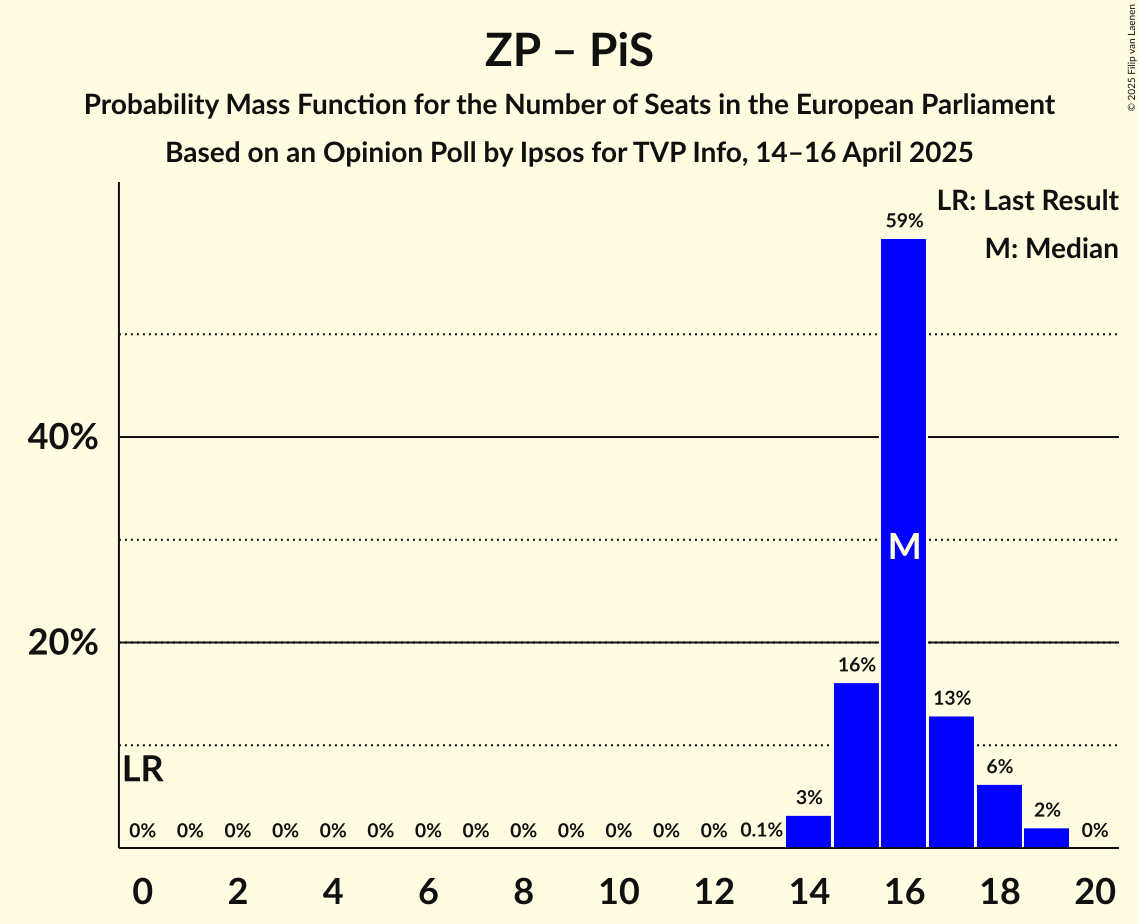 ZP – PiS
Probability Mass Function for the Number of Seats in the European Parliament
Based on an Opinion Poll by Ipsos for TVP Info, 14–16 April 2025
© 2025 Filip van Laenen
LR: Last Result
M: Median
59%
40%
M
20%
16%
13%
LR
6%
3%
2%
0% 0% 0% 0% 0% 0% 0% 0% 0% 0% 0% 0% 0% 0.1% 0%
0 2 4 6 8 10 12 14 16 18 20